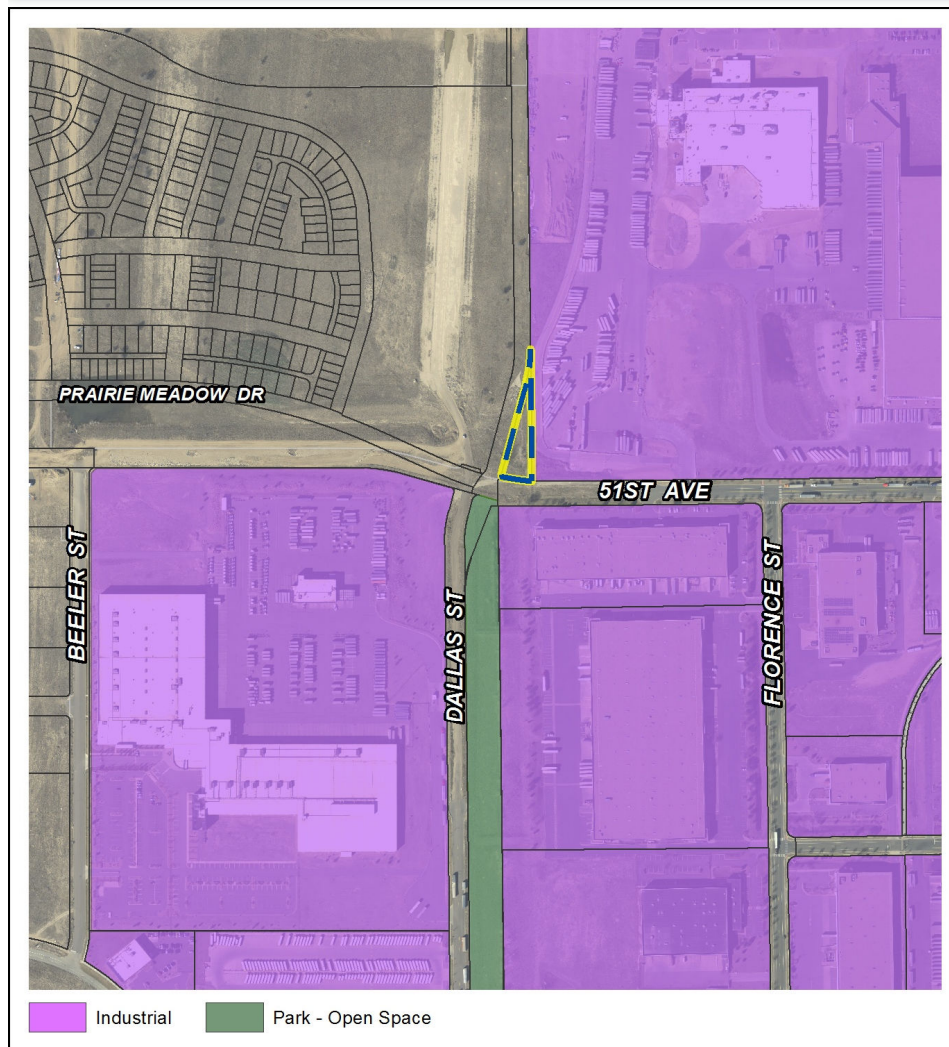 PRAIRIE MEADOW DR
51ST AVE
BEELER ST
DALLAS ST
FLORENCE ST
Industrial
Park - Open Space